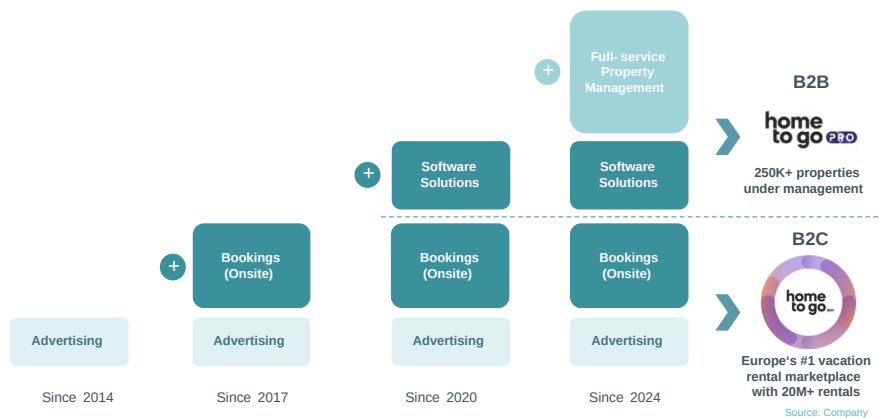 Full- service
Property
Management
+
B2B
home
to go PRO
250K+ properties
under management
+
Software
Solutions
Software
Solutions
B2C
+
Bookings
(Onsite)
Bookings
(Onsite)
Bookings
(Onsite)
home
to go
Advertising
Advertising
Advertising
Advertising
Europe‘s #1 vacation
rental marketplace
with 20M+ rentals
Since 2014
Since 2017
Since 2020
Since 2024
Source: Company